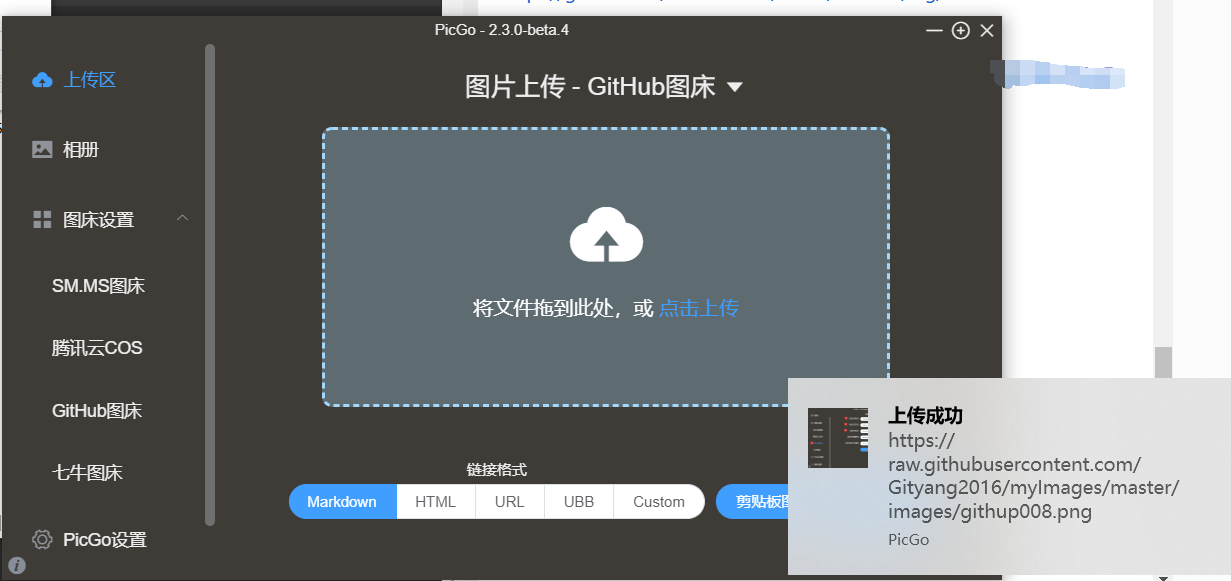 PicGo - 2.3.0-beta.4
上传区
相册
图床设置
SM.MS图床
腾讯云COS
GitHub图床
七牛图床
PicGo设置
图片上传 - GitHub图床
将文件拖到此处，或 点击上传
链接格式
Markdown
HTML
URL
UBB
Custom
剪贴板图
上传成功
https://
raw.githubusercontent.com/
Gityang2016/myImages/master/
images/githup008.png
PicGo